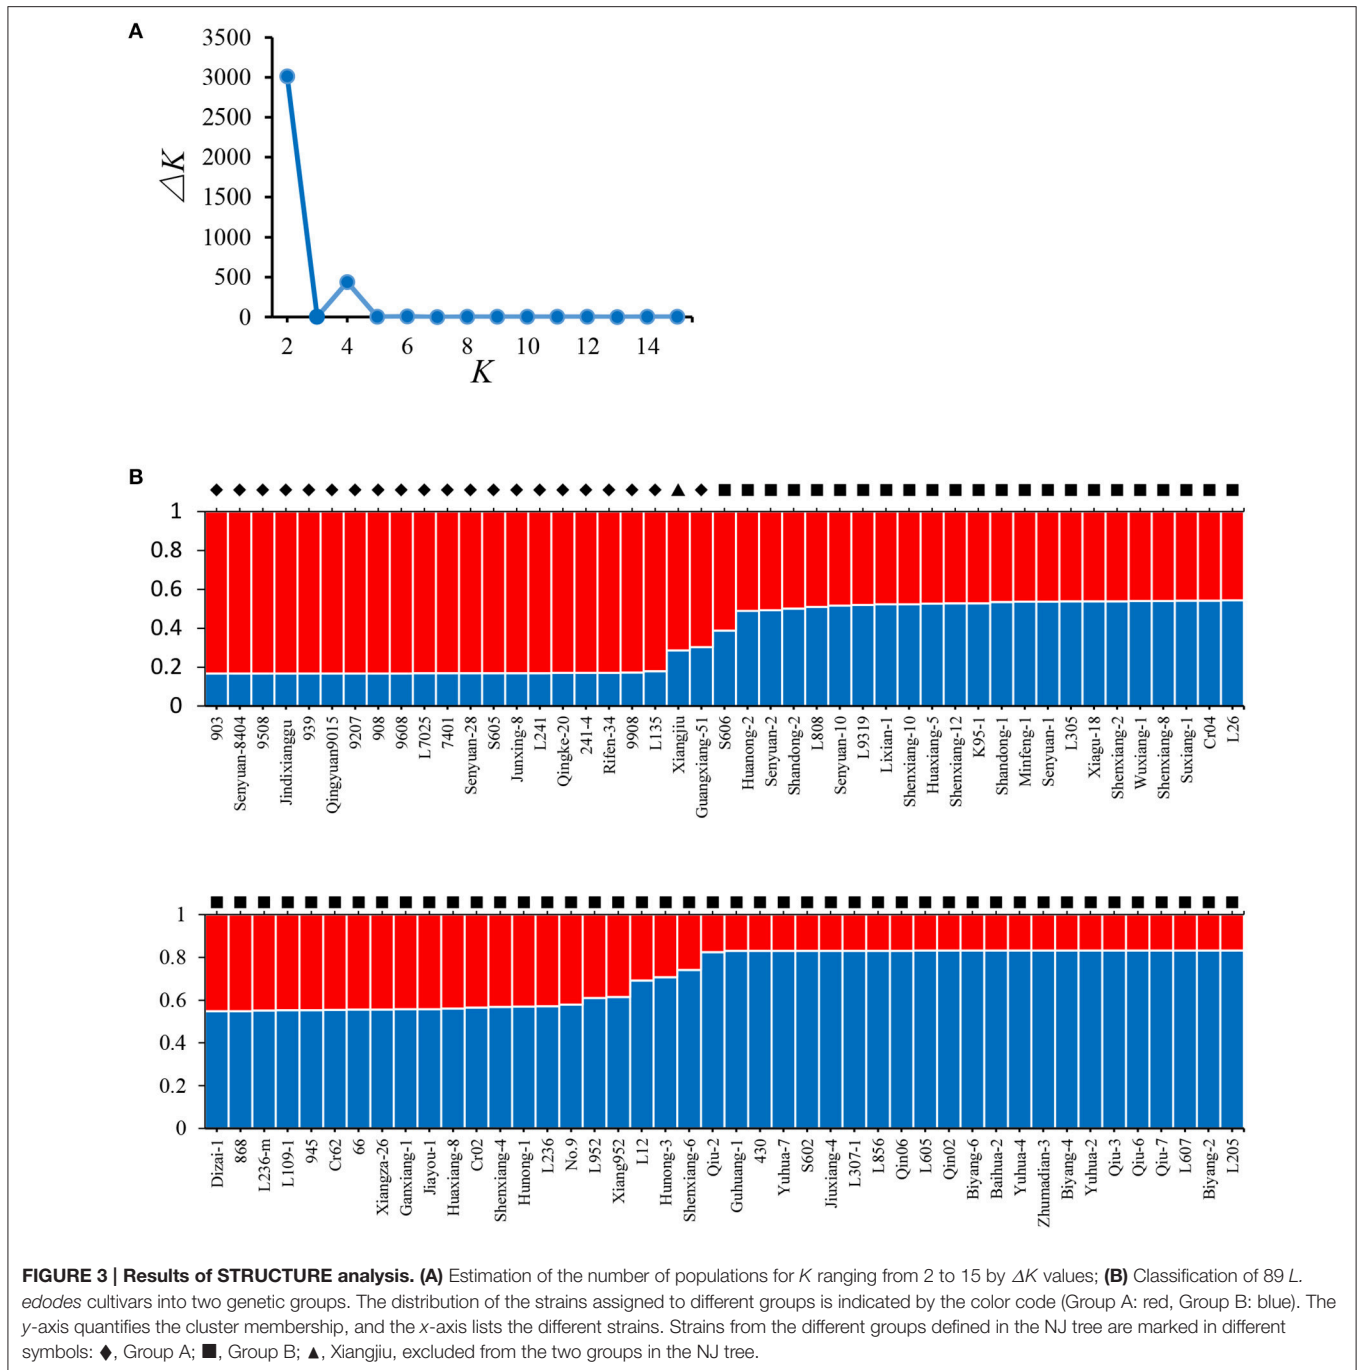 A
3500
3000
2500
2000
1500
1000
500
0
ΔK
2 4 6 8 10 12 14
K
B
1
0.8
0.6
0.4
0.2
0
903 Senyuan-8404 9508 Jindixianggu 939 Qingyuan9015 9207 908 9608 L7025 7401 Senyuan-28 S605 Junxing-8 L241 Qingke-20 241-4 Rifen-34 9908 L135 Xiangjiu Guangxiang-51 S606 Huanong-2 Senyuan-2 Shandong-2 L808 Senyuan-10 L9319 Lixian-1 Shenxiang-10 Huaxiang-5 Shenxiang-12 K95-1 Shandong-1 Minfeng-1 Senyuan-1 L305 Xiagu-18 Shenxiang-2 Wuxiang-1 Shenxiang-8 Suxiang-1 Cr04 L26
1
0.8
0.6
0.4
0.2
0
Dizai-1 868 L236-m L109-1 945 Cr62 66 Xiangza-26 Ganxiang-1 Jiayou-1 Huaxiang-8 Cr02 Shenxiang-4 Hunong-1 L236 No.9 L952 Xiang952 L12 Hunong-3 Shenxiang-6 Qiu-2 Guhuang-1 430 Yuhua-7 S602 Jiuxiang-4 L307-1 L856 Qin06 L605 Qin02 Biyang-6 Baihua-2 Yuhua-4 Zhumadian-3 Biyang-4 Yuhua-2 Qiu-3 Qiu-6 Qiu-7 L607 Biyang-2 L205
FIGURE 3 | Results of STRUCTURE analysis. (A) Estimation of the number of populations for K ranging from 2 to 15 by ΔK values; (B) Classification of 89 L.
edodes cultivars into two genetic groups. The distribution of the strains assigned to different groups is indicated by the color code (Group A: red, Group B: blue). The
y-axis quantifies the cluster membership, and the x-axis lists the different strains. Strains from the different groups defined in the NJ tree are marked in different
symbols: ♦, Group A; ■, Group B; ▲, Xiangjiu, excluded from the two groups in the NJ tree.